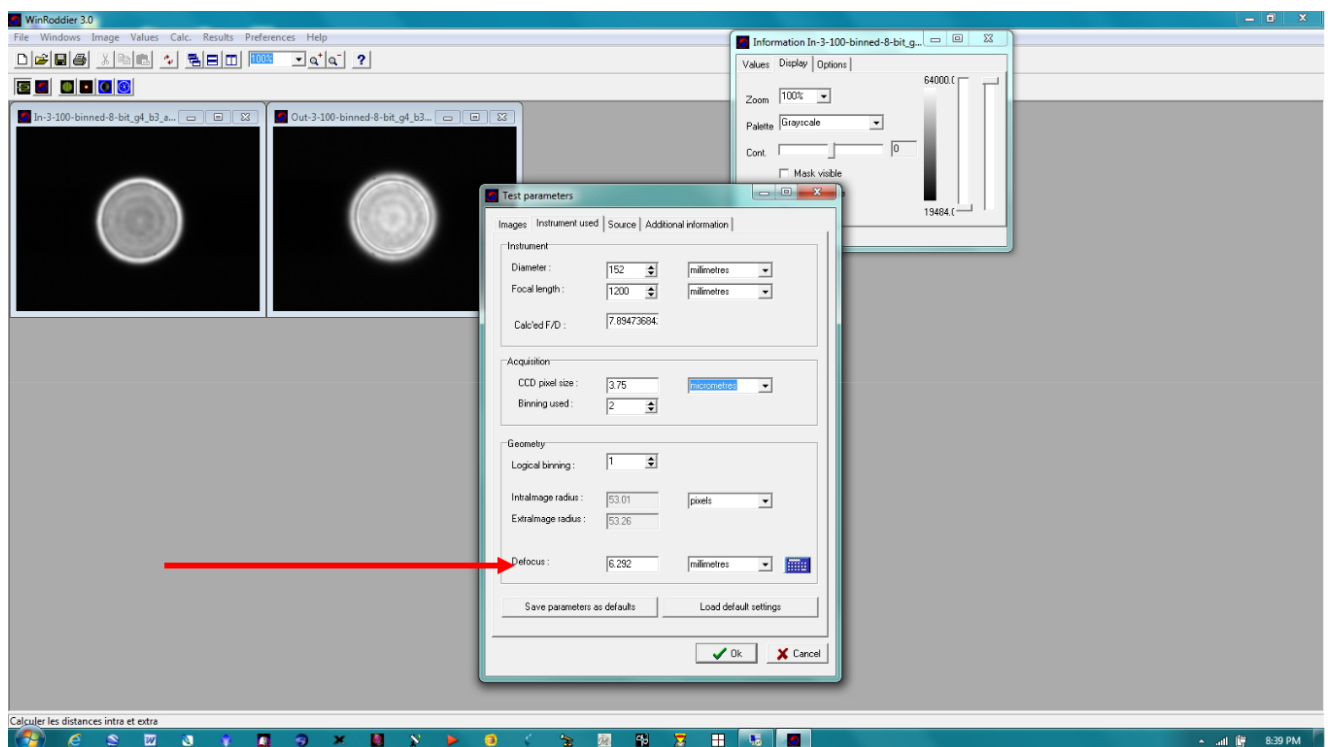 WinRoddier 3.0
File Windows Image Values Calc. Results Preferences Help
100%
In-3-100-binned-8-bit_g4_b3_a...
Out-3-100-binned-8-bit_g4_b3...
Information In-3-100-binned-8-bit_g...
Values Display Options
64000.(
Zoom 100%
Palette Grayscale
Cont. 0
Mask visible
19484.(
Test parameters
Images Instrument used Source Additional information
Instrument
Diameter : 152 millimetres
Focal length : 1200 millimetres
Calc'ed F/D : 7.89473684;
Acquisition
CCD pixel size : 3.75 micrometres
Binning used : 2
Geometry
Logical binning : 1
IntraImage radius : 53.01 pixels
ExtraImage radius : 53.26
Defocus : 6.292 millimetres
Save parameters as defaults Load default settings
Ok Cancel
Calculer les distances intra et extra
8:39 PM